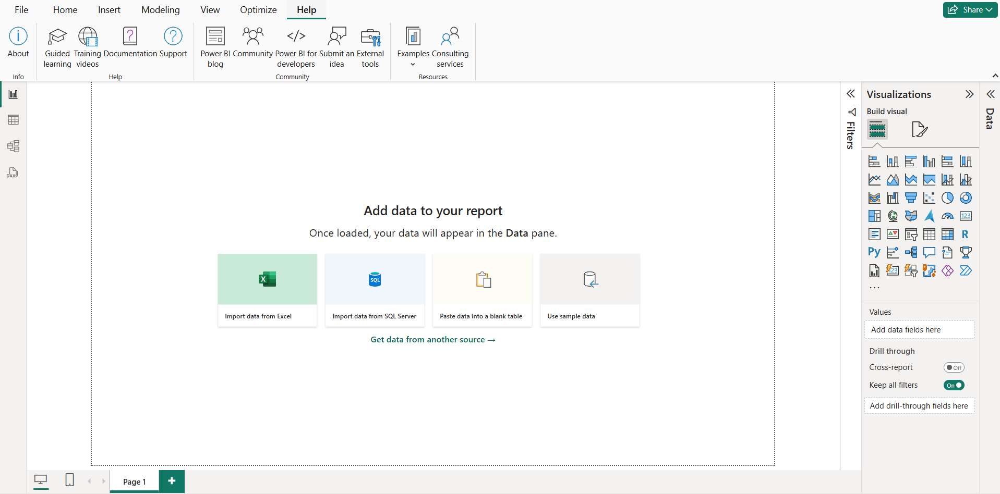 File
Home
Insert
Modeling
View
Optimize
Help
Share
About
Guided
learning
Training
videos
Documentation
Support
Power BI
blog
Community
Power BI for
developers
Submit an
idea
External
tools
Examples
Consulting
services
Info
Help
Community
Resources
DAX
Add data to your report
Once loaded, your data will appear in the Data pane.
X
SQL
Import data from Excel
Import data from SQL Server
Paste data into a blank table
Use sample data
Get data from another source →
Filters
Visualizations
Build visual
123
R
Py
123
...
Values
Add data fields here
Drill through
Cross-report
Off
Keep all filters
On
Add drill-through fields here
Data
Page 1
+